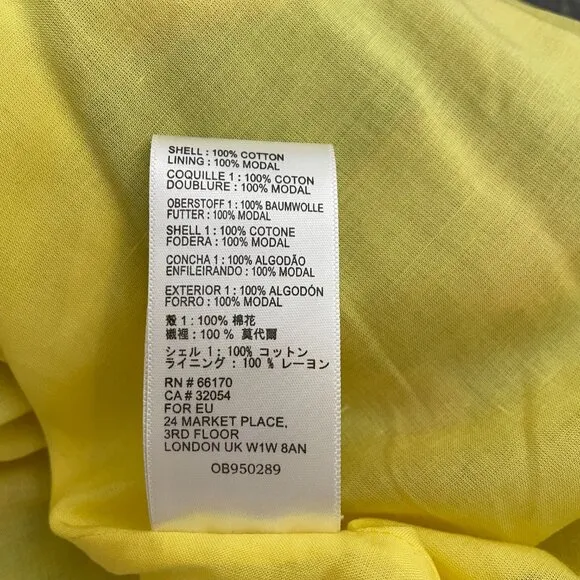 SHELL : 100% COTTON
LINING : 100% MODAL
COQUILLE 1 : 100% COTON
DOUBLURE : 100% MODAL
OBERSTOFF 1 : 100% BAUMWOLLE
FUTTER : 100% MODAL
SHELL 1 : 100% COTONE
FODERA : 100% MODAL
CONCHA 1 : 100% ALGODÃO
ENFILEIRANDO : 100% MODAL
EXTERIOR 1 : 100% ALGODÓN
FORRO : 100% MODAL
殼 1 : 100% 棉花
襯裡 : 100 % 莫代爾
シェル 1 : 100% コットン
ライニング : 100 % レーヨン
RN # 66170
CA # 32054
FOR EU
24 MARKET PLACE,
3RD FLOOR
LONDON UK W1W 8AN
OB950289